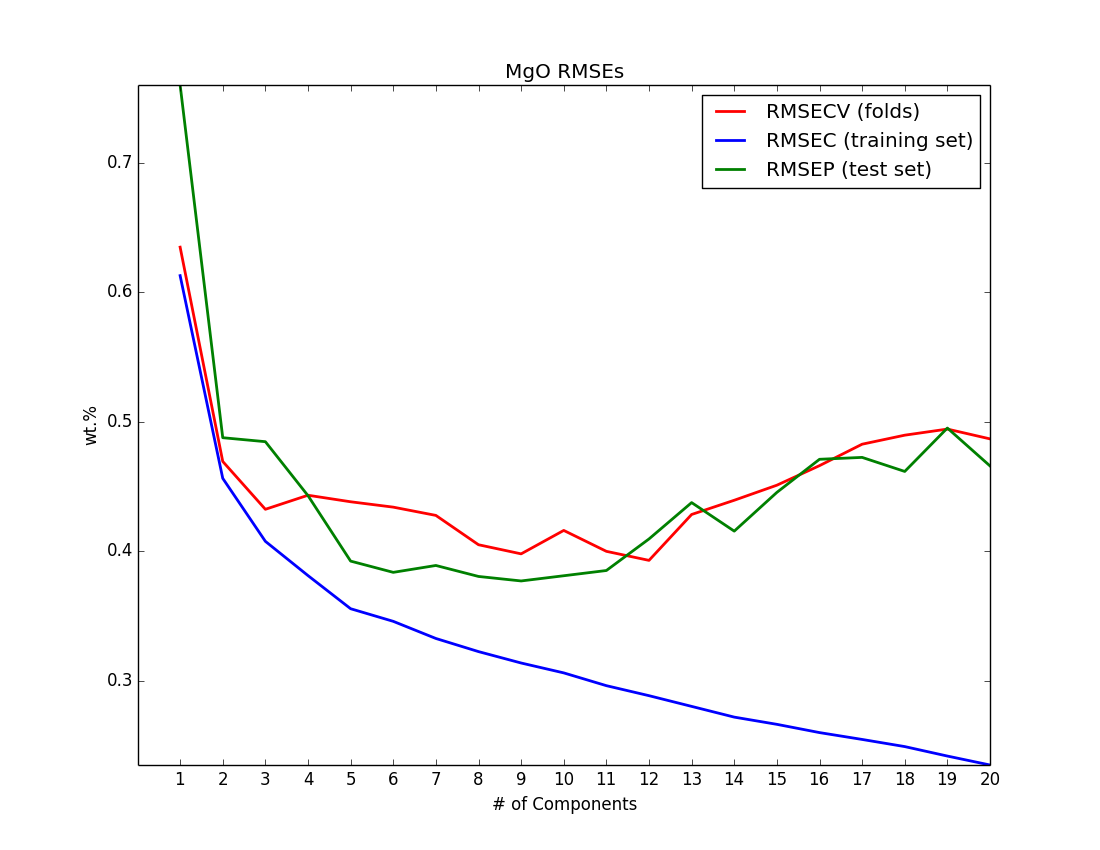 MgO RMSEs
RMSECV (folds)
RMSEC (training set)
RMSEP (test set)
0.7
0.6
0.5
0.4
0.3
wt.%
1 2 3 4 5 6 7 8 9 10 11 12 13 14 15 16 17 18 19 20
# of Components